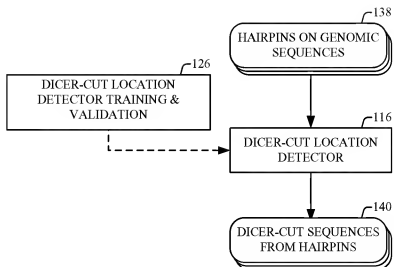 138
HAIRPINS ON GENOMIC
SEQUENCES
126
DICER-CUT LOCATION
DETECTOR TRAINING &
VALIDATION
116
DICER-CUT LOCATION
DETECTOR
140
DICER-CUT SEQUENCES
FROM HAIRPINS